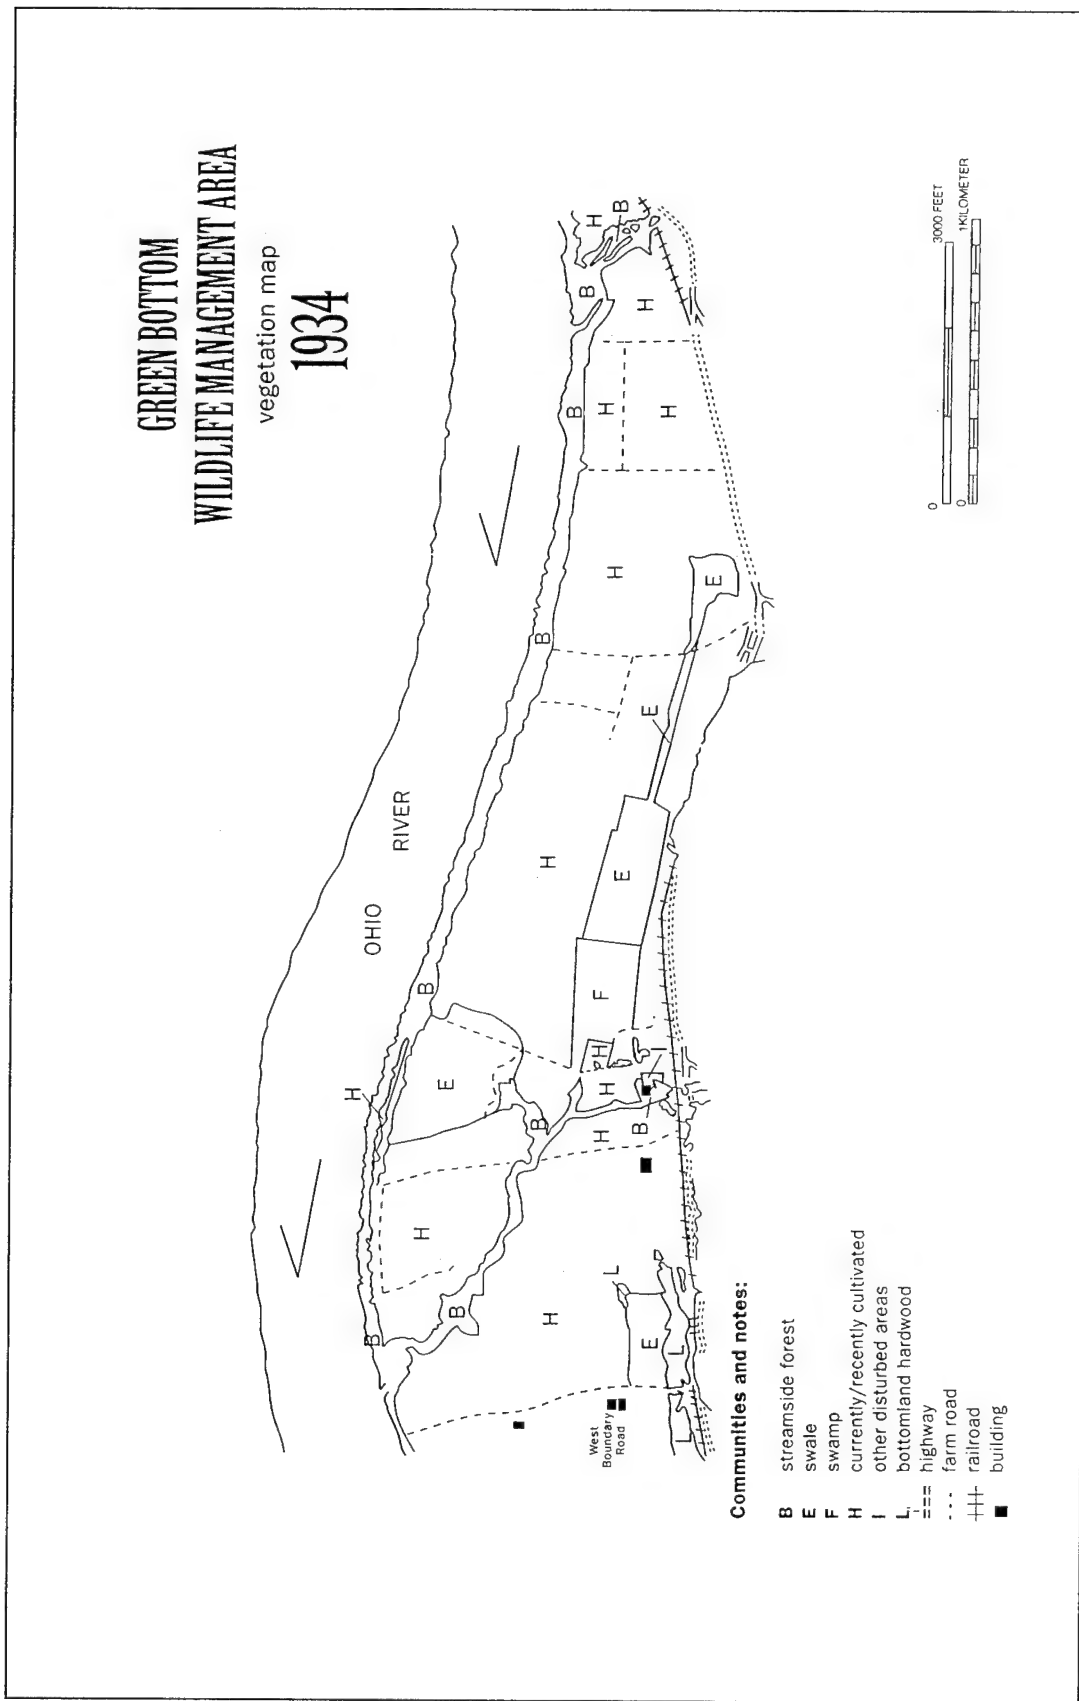 GREEN BOTTOM
WILDLIFE MANAGEMENT AREA
vegetation map
1934
OHIO RIVER
H
B
B
H
B
H
H
H
B
E
E
H
E
B
F
H
E
H
I
H
B
B
H
H
B
B
H
L
E
L
L
L
West
Boundary
Road
0 3000 FEET
0 1KILOMETER
Communities and notes:
B streamside forest
E swale
F swamp
H currently/recently cultivated
I other disturbed areas
L bottomland hardwood
=== highway
--- farm road
railroad
■ building